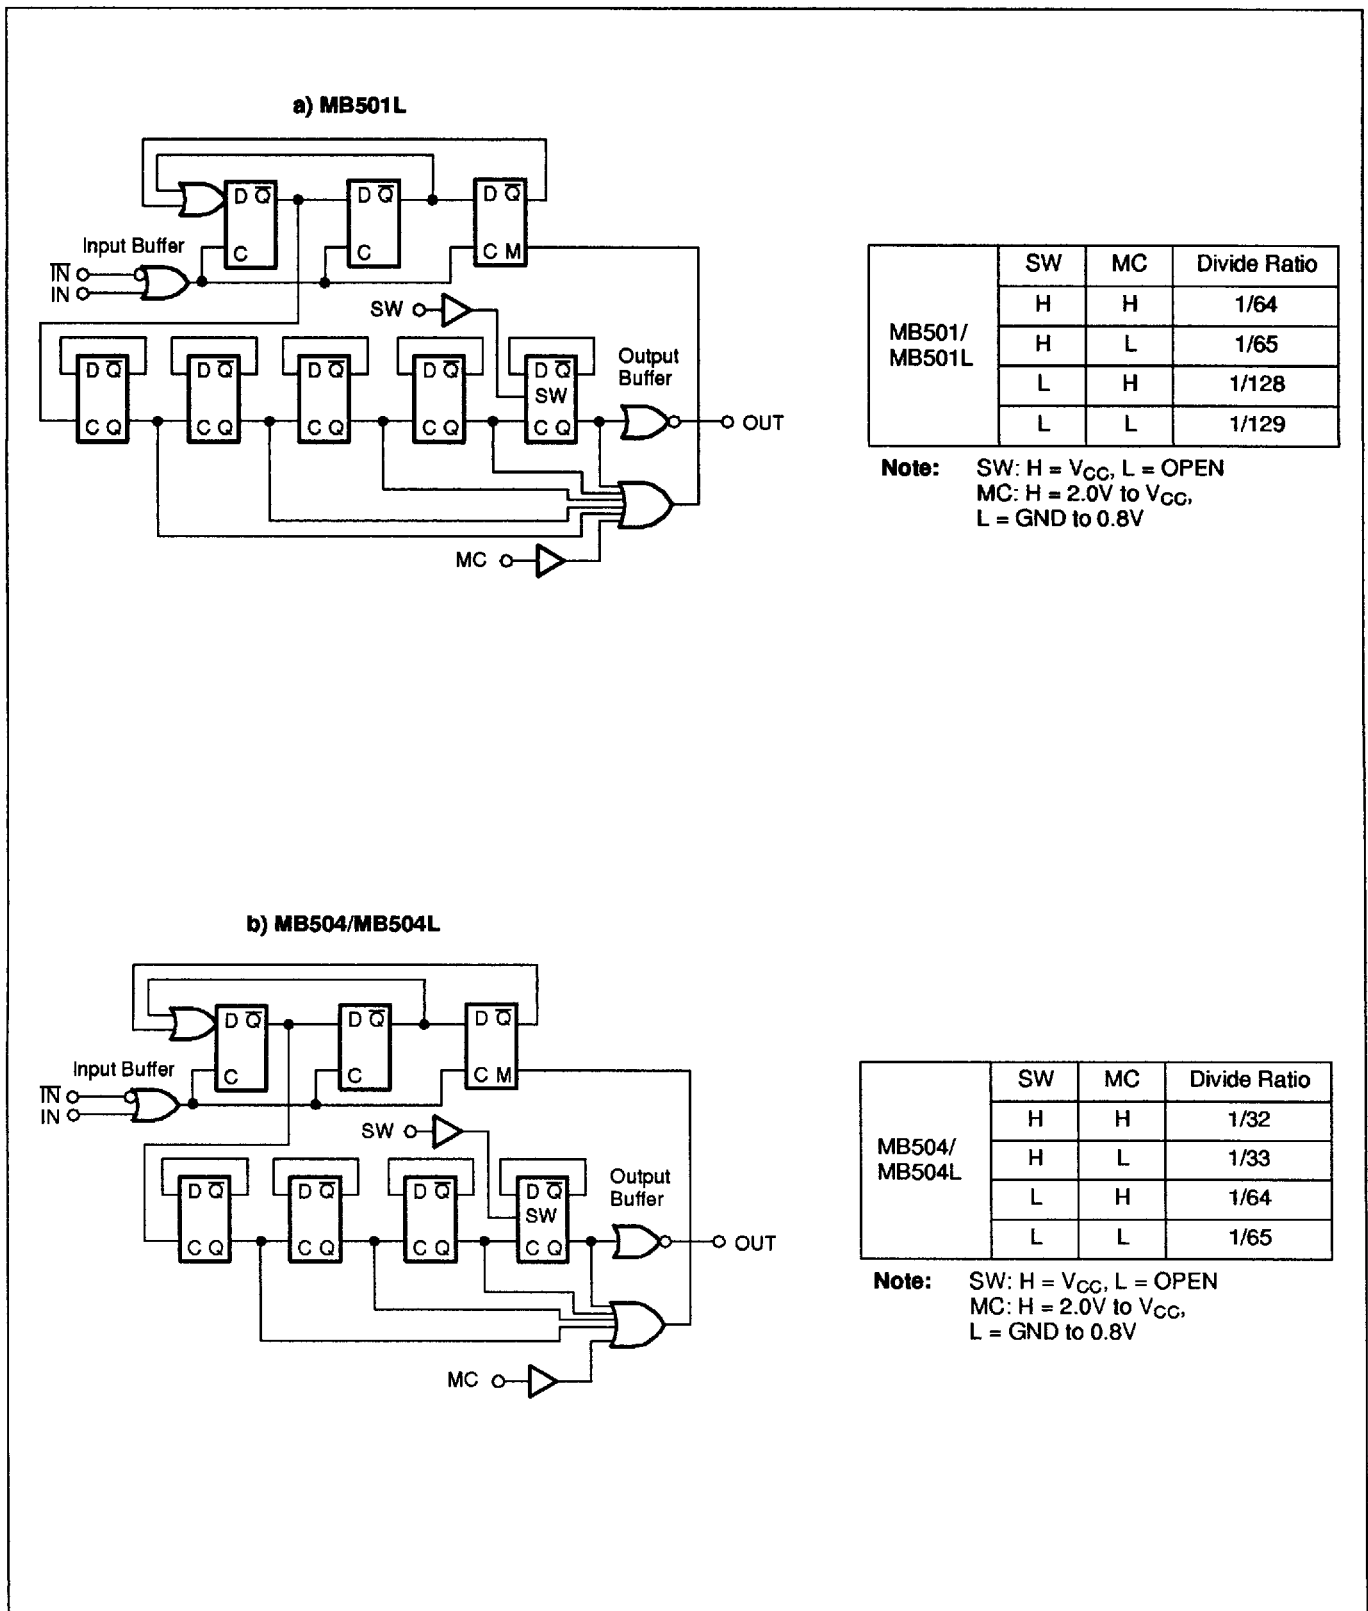 a) MB501L
D Q̅
D Q̅
D Q̅
Input Buffer
C
C
C M
I̅N̅
IN
SW
Output
Buffer
D Q̅
D Q̅
D Q̅
D Q̅
D Q̅
SW
C Q
C Q
C Q
C Q
C Q
OUT
MC
SW MC Divide Ratio
MB501/
MB501L
H H 1/64
H L 1/65
L H 1/128
L L 1/129
Note: SW: H = VCC, L = OPEN
MC: H = 2.0V to VCC,
L = GND to 0.8V
b) MB504/MB504L
D Q̅
D Q̅
D Q̅
Input Buffer
C
C
C M
I̅N̅
IN
SW
Output
Buffer
D Q̅
D Q̅
D Q̅
D Q̅
SW
C Q
C Q
C Q
C Q
OUT
MC
SW MC Divide Ratio
MB504/
MB504L
H H 1/32
H L 1/33
L H 1/64
L L 1/65
Note: SW: H = VCC, L = OPEN
MC: H = 2.0V to VCC,
L = GND to 0.8V